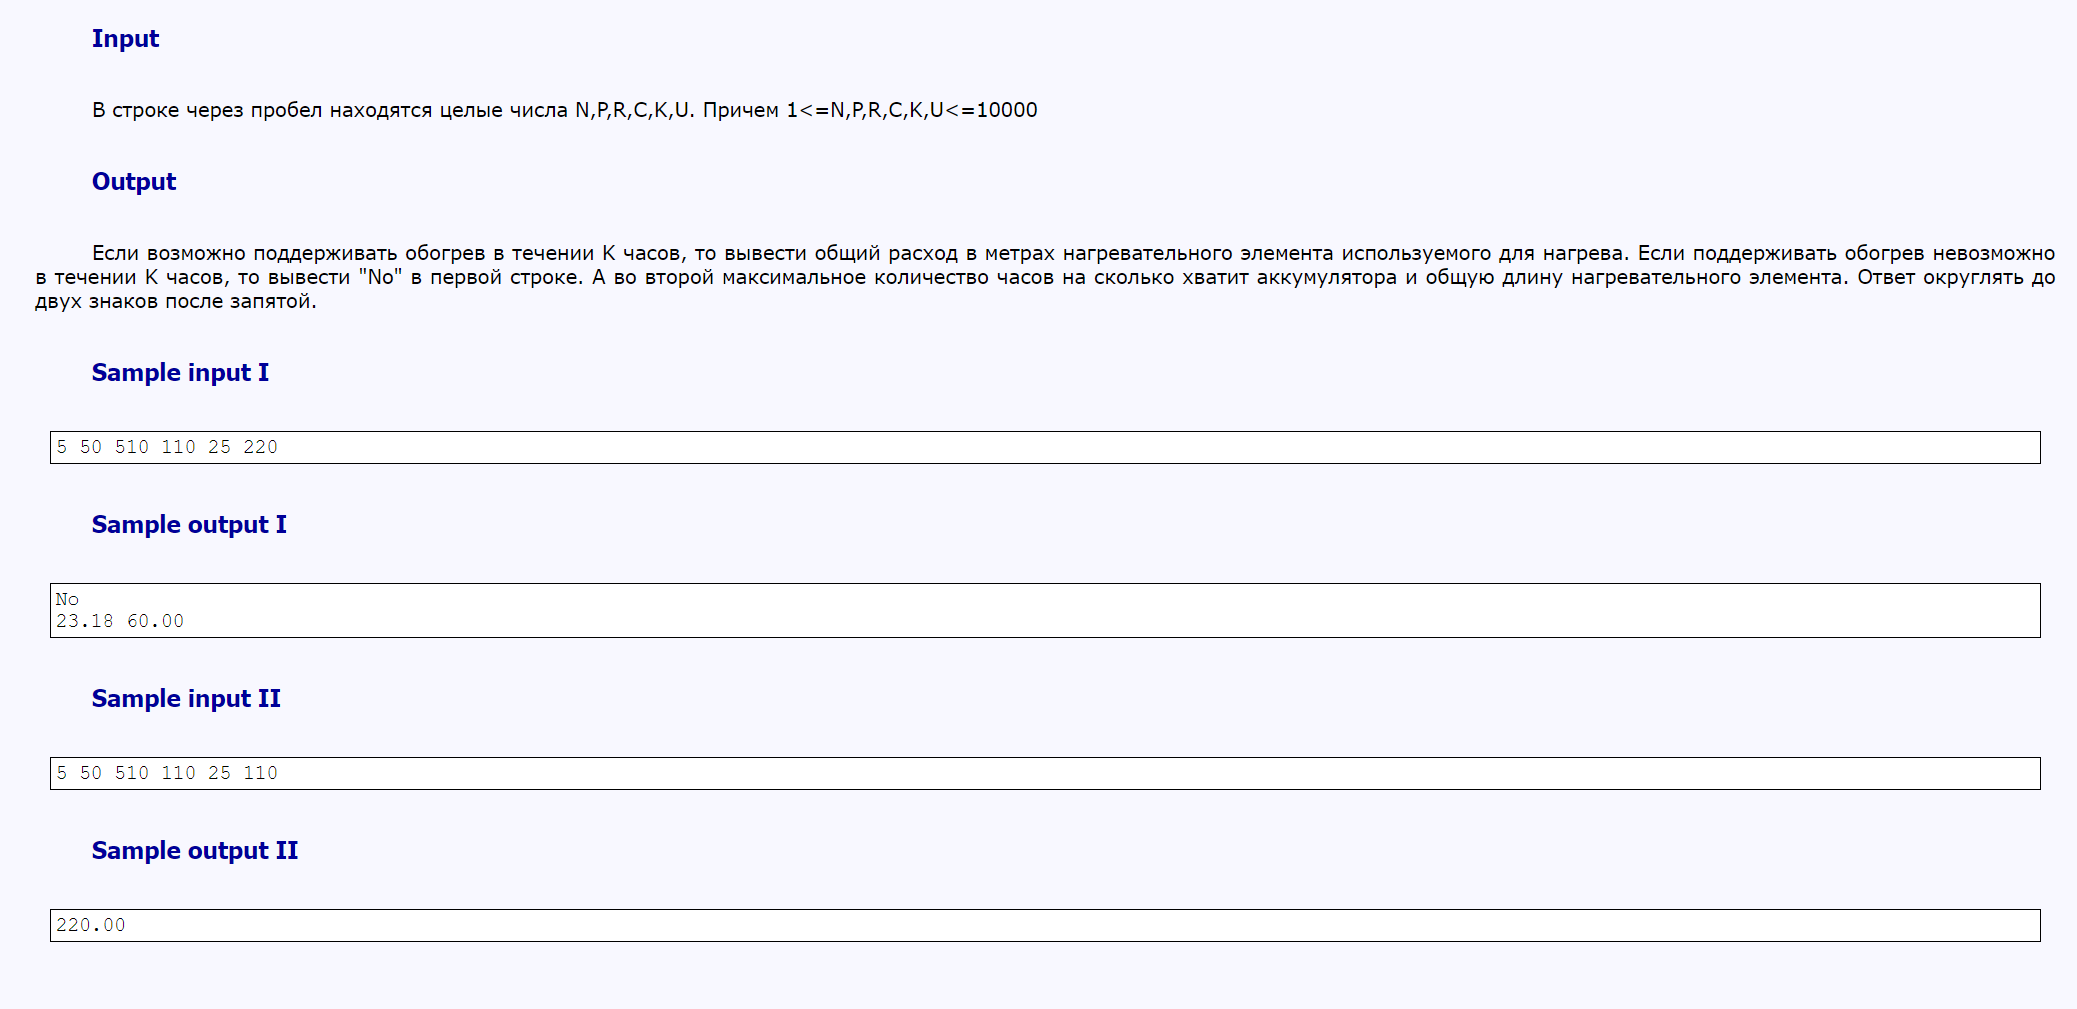 Input
В строке через пробел находятся целые числа N,P,R,C,K,U. Причем 1<=N,P,R,C,K,U<=10000
Output
Если возможно поддерживать обогрев в течении K часов, то вывести общий расход в метрах нагревательного элемента используемого для нагрева. Если поддерживать обогрев невозможно
в течении K часов, то вывести "No" в первой строке. А во второй максимальное количество часов на сколько хватит аккумулятора и общую длину нагревательного элемента. Ответ округлять до
двух знаков после запятой.
Sample input I
5 50 510 110 25 220
Sample output I
No
23.18 60.00
Sample input II
5 50 510 110 25 110
Sample output II
220.00